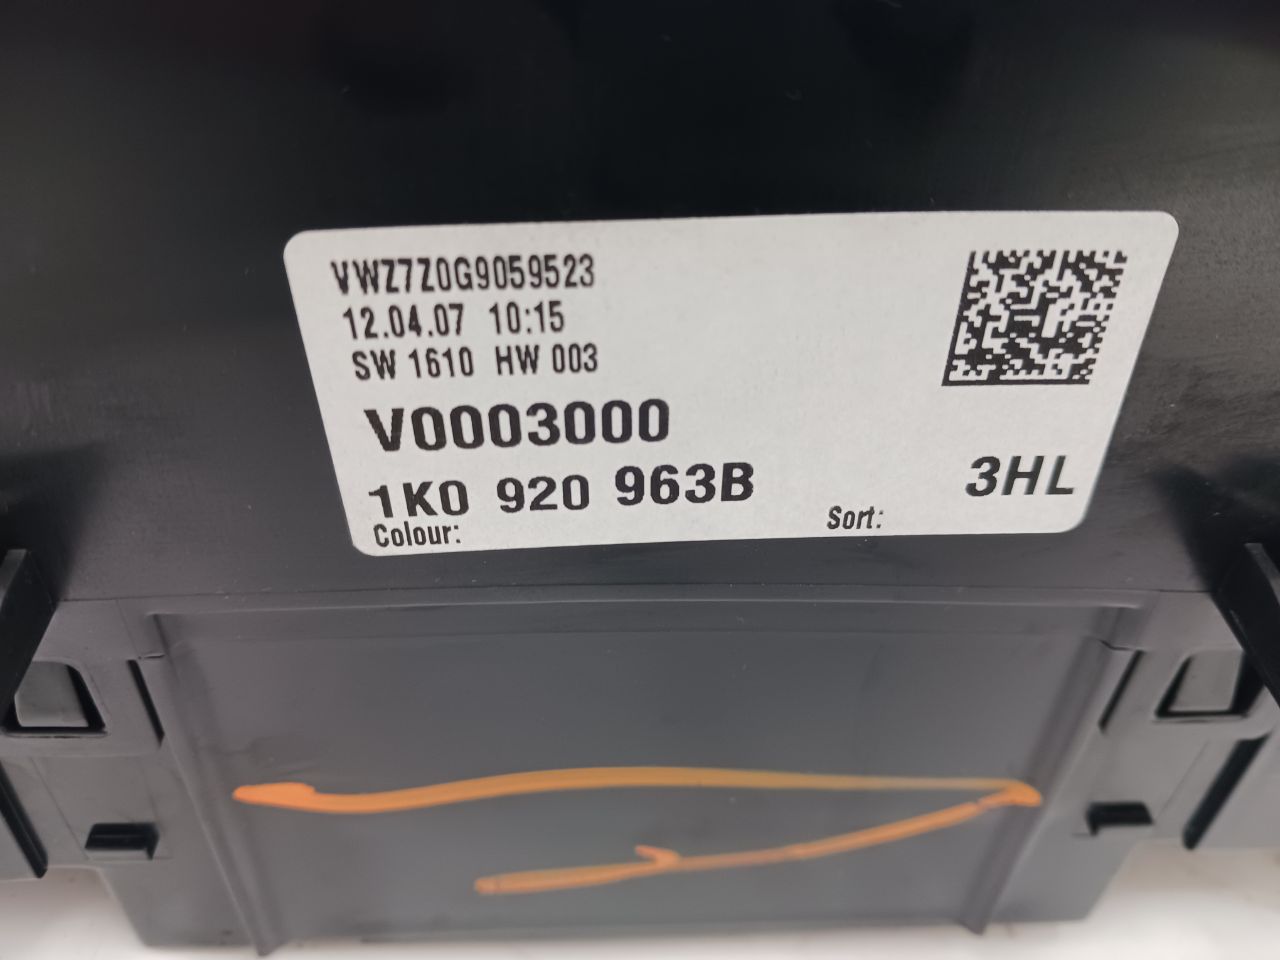 VWZ7Z0G9059523
12.04.07 10:15
SW 1610 HW 003
V0003000
1K0 920 963B
3HL
Colour:
Sort: